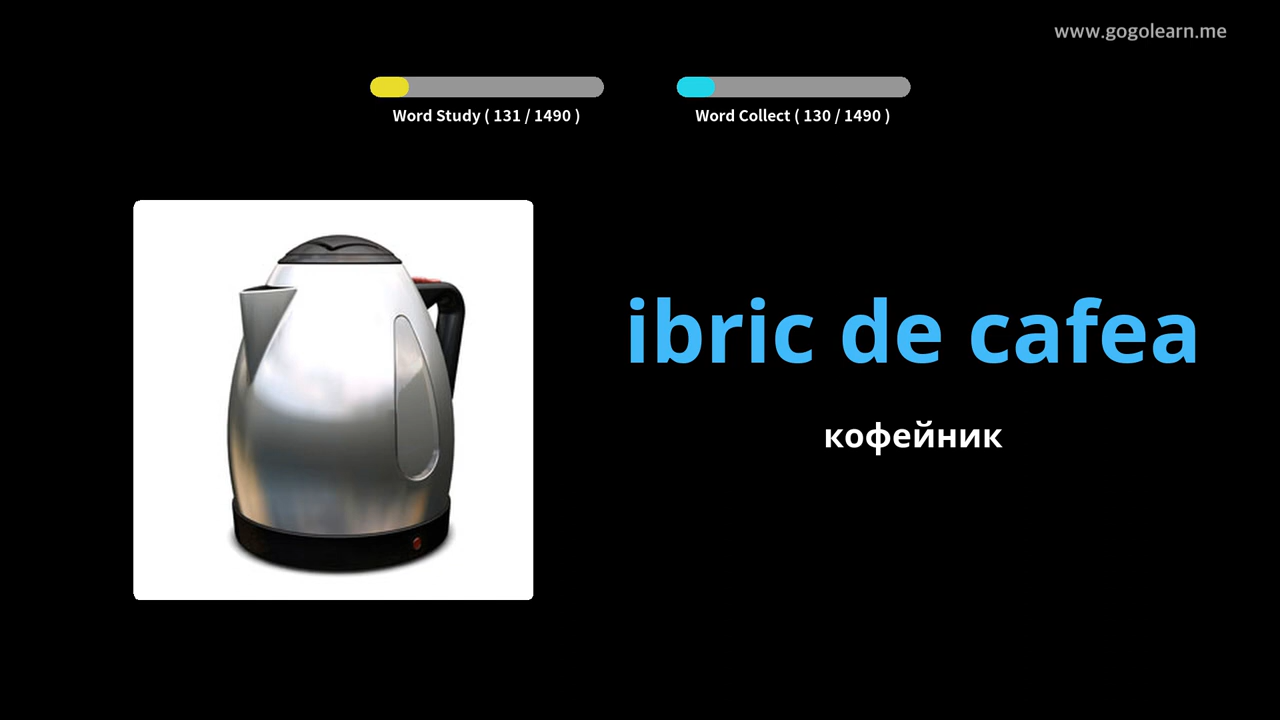 www.gogolearn.me
Word Study ( 131 / 1490 )
Word Collect ( 130 / 1490 )
ibric de cafea
кофейник